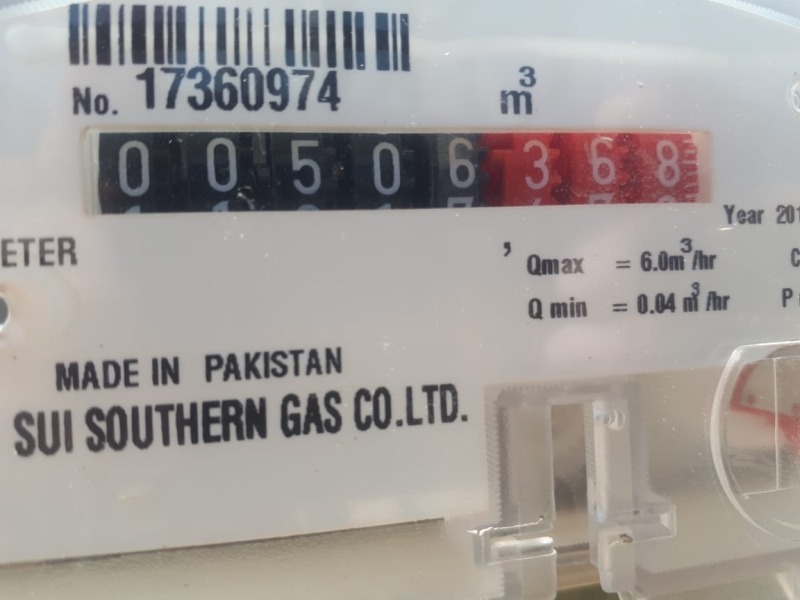 No. 17360974
m³
00506368
Year 201
ETER
Qmax = 6.0m³/hr
Q min = 0.04 m³/hr
MADE IN PAKISTAN
SUI SOUTHERN GAS CO.LTD.